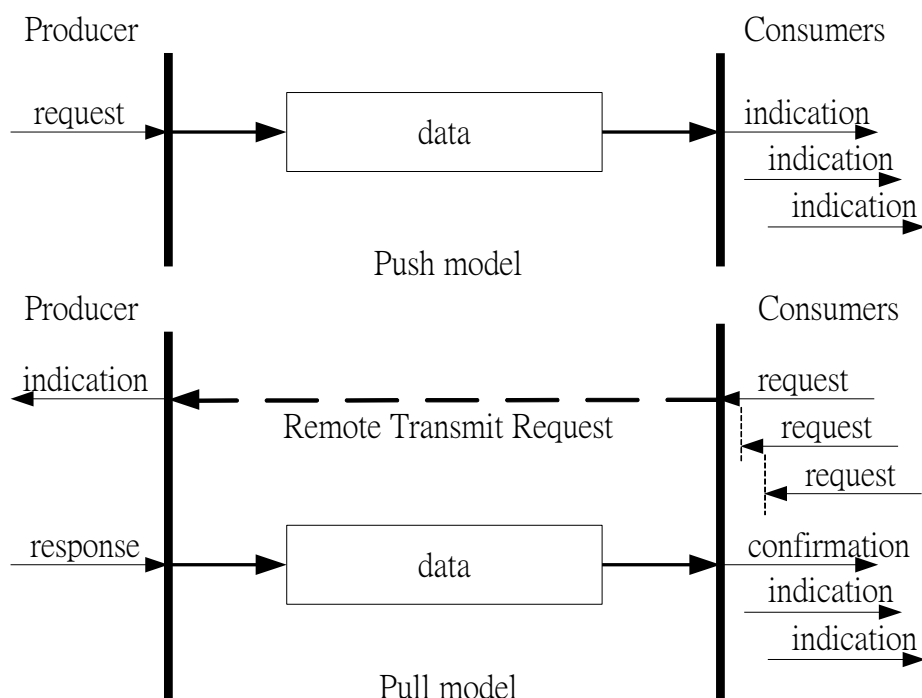 Producer Consumers
request data indication
indication
indication
Push model
Producer Consumers
indication request
Remote Transmit Request request
request
response data confirmation
indication
indication
Pull model